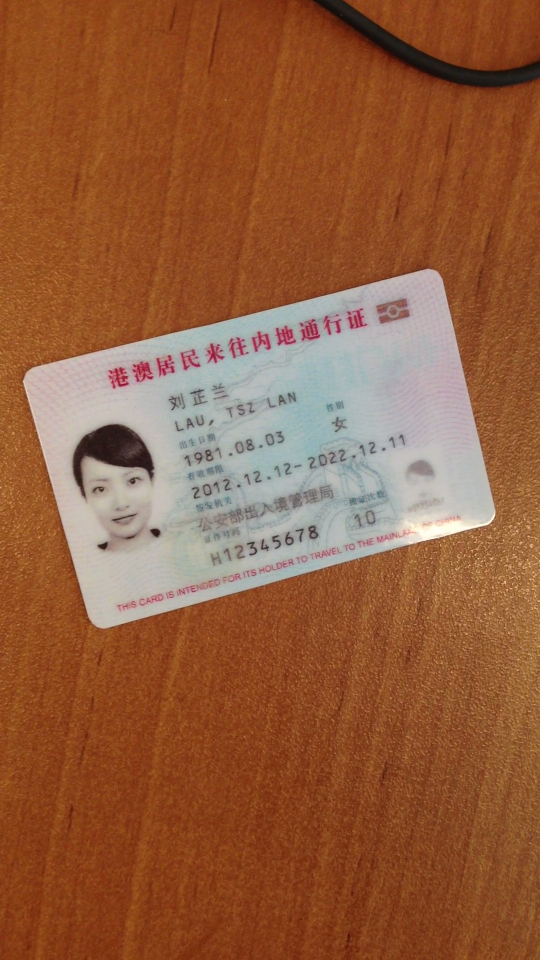 港澳居民来往内地通行证
刘芷兰
LAU, TSZ LAN
出生日期 性别
1981.08.03 女
有效期限
2012.12.12-2022.12.11
签发机关
公安部出入境管理局
证件号码 换证次数
H12345678 10
THIS CARD IS INTENDED FOR ITS HOLDER TO TRAVEL TO THE MAINLAND OF CHINA